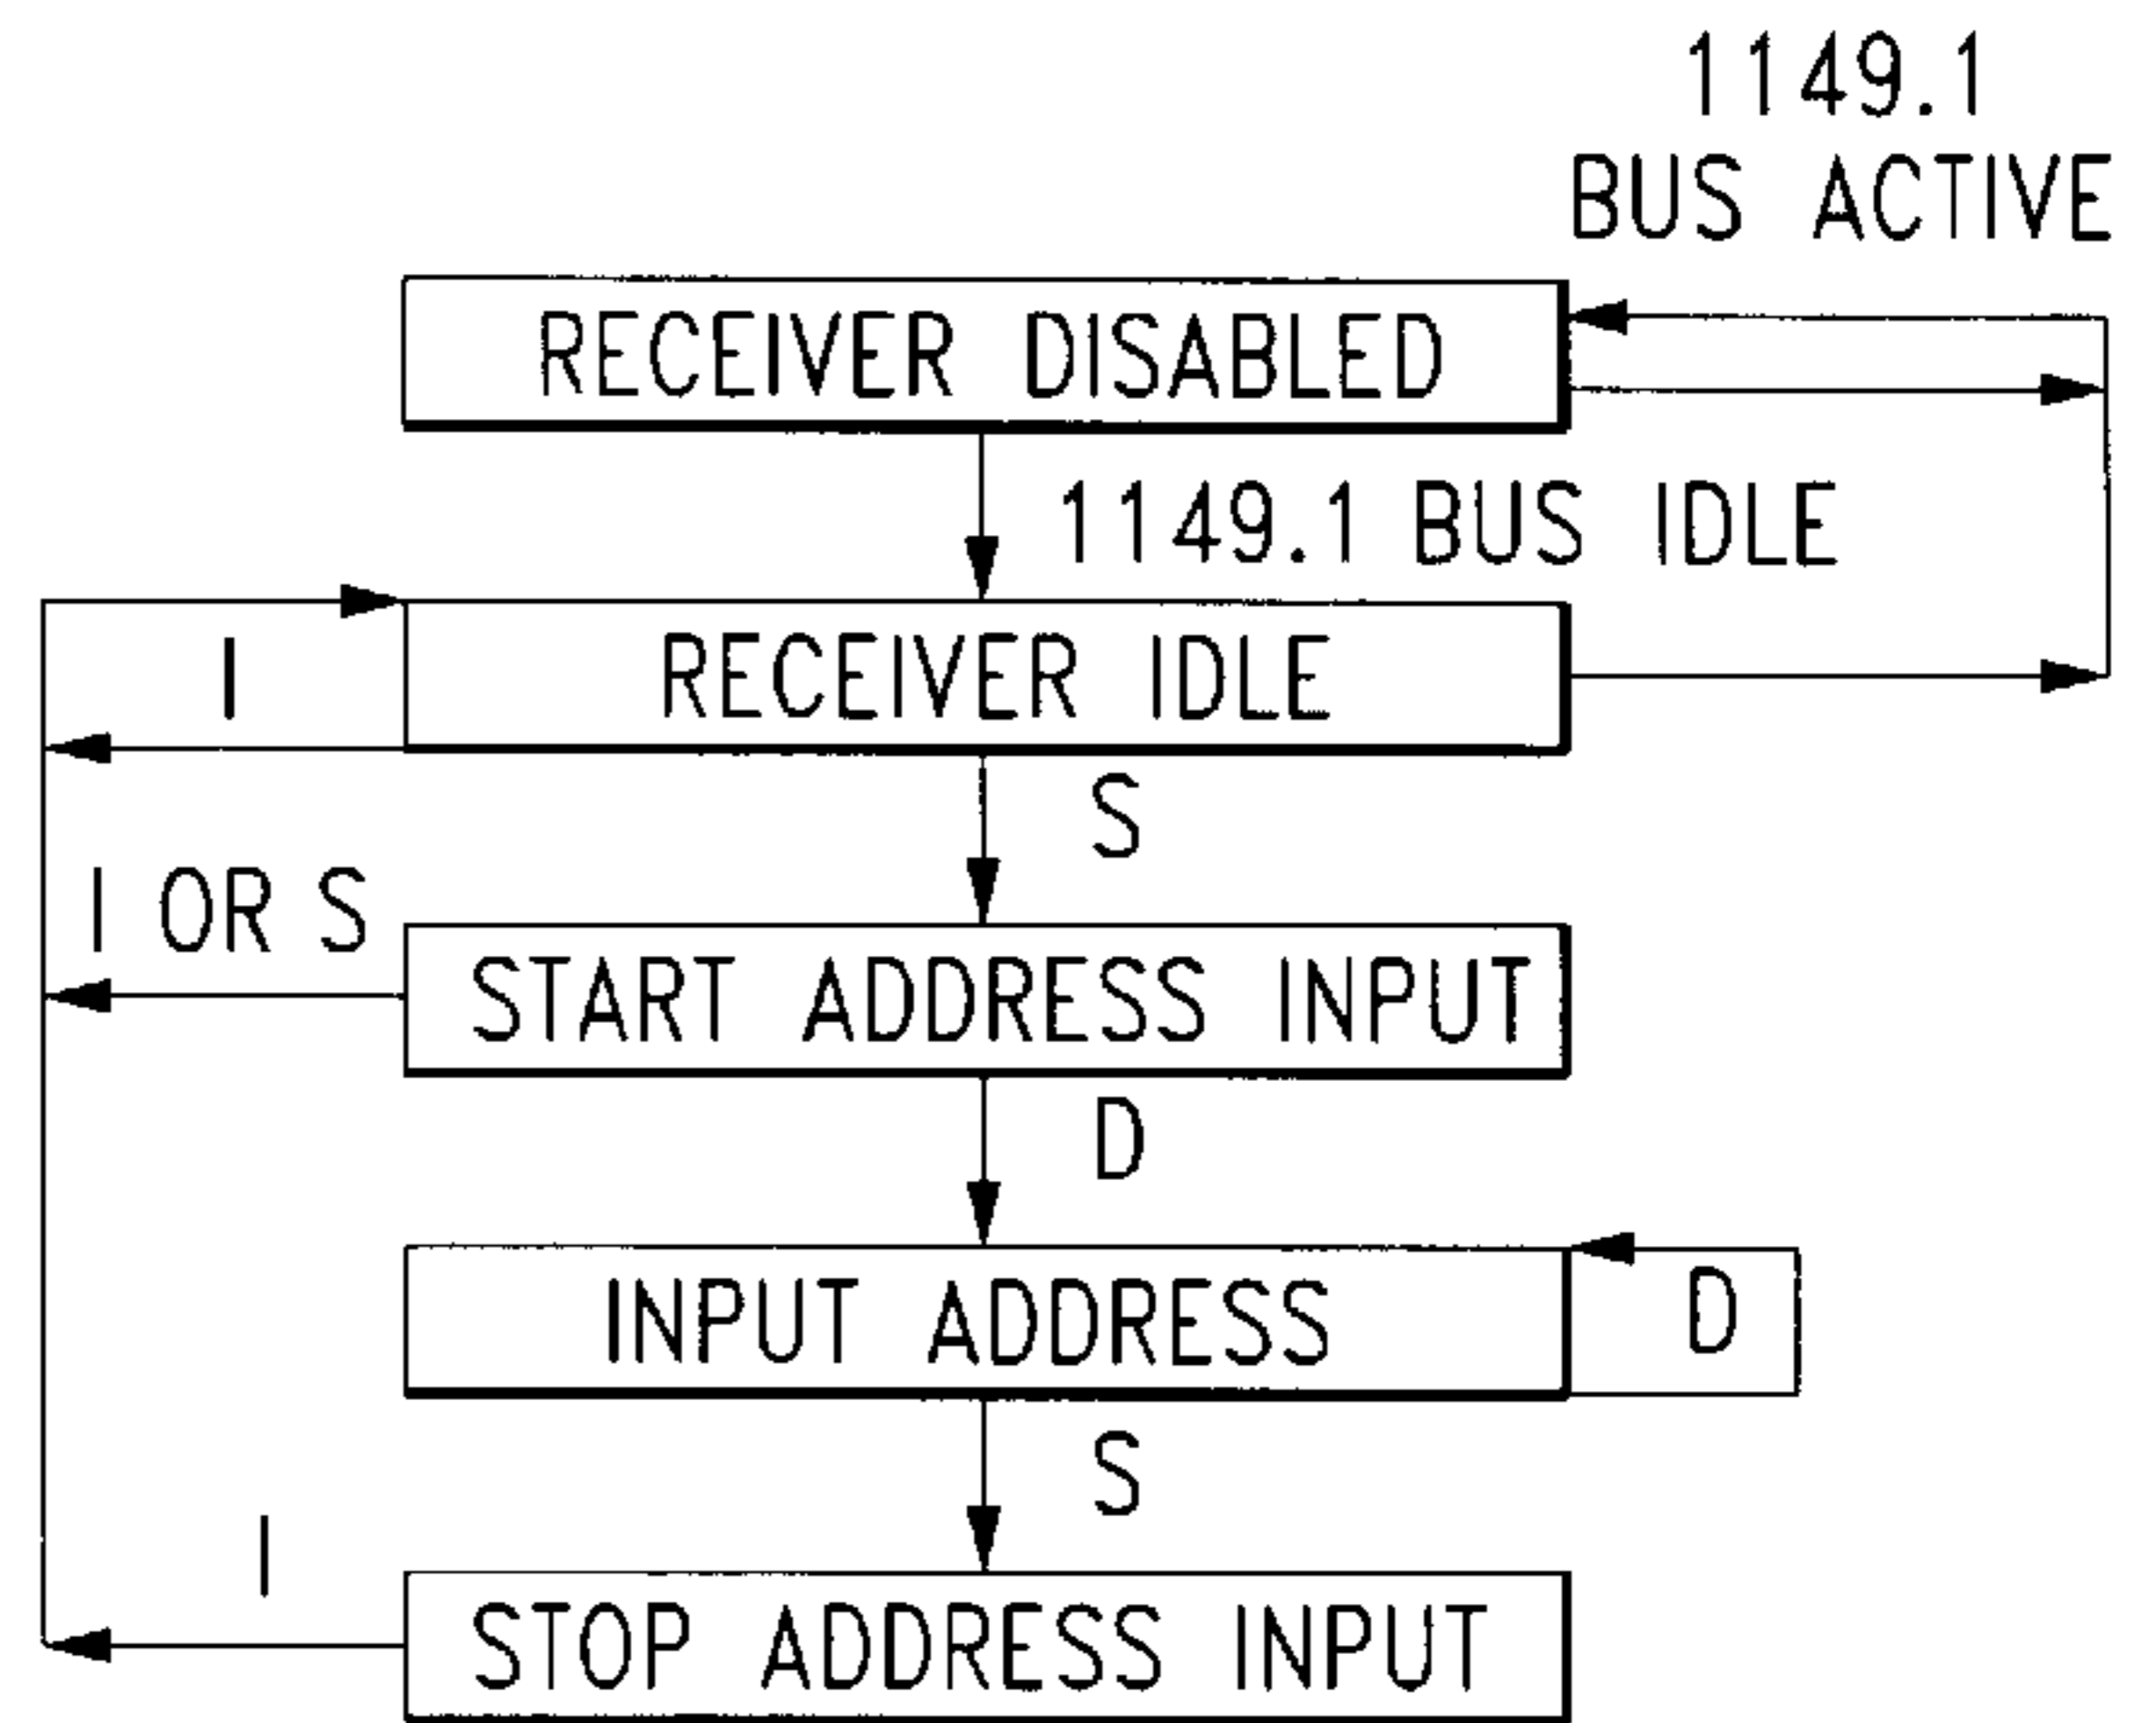 1149.1
BUS ACTIVE
RECEIVER DISABLED
1149.1 BUS IDLE
I
RECEIVER IDLE
S
I OR S
START ADDRESS INPUT
D
INPUT ADDRESS
D
S
I
STOP ADDRESS INPUT